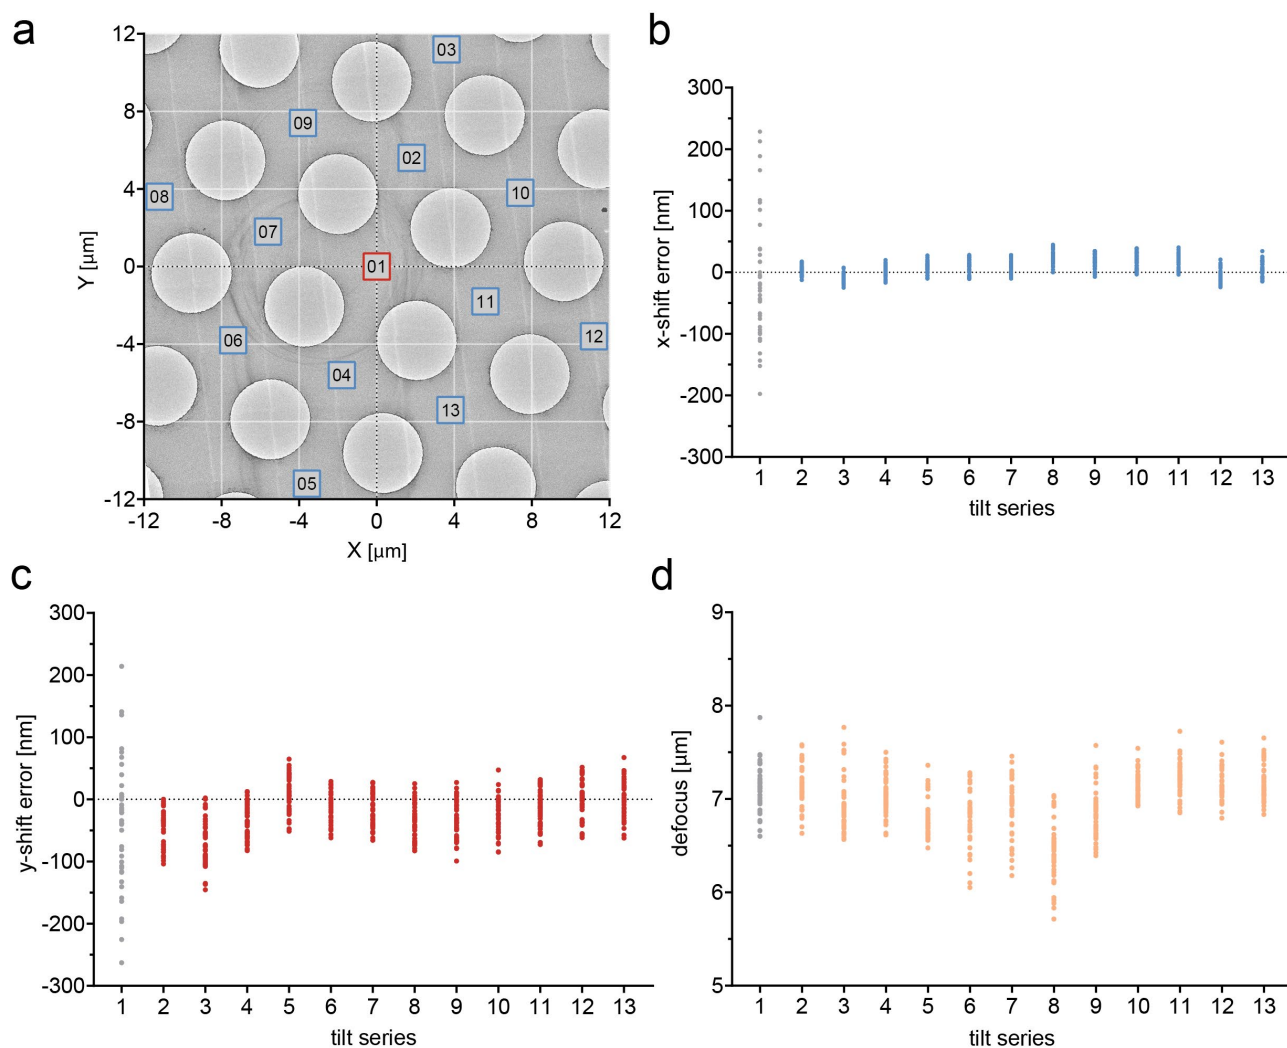 a
12
8
4
0
-4
-8
-12
Y [µm]
03
09
02
08
10
07
01
11
06
12
04
13
05
-12 -8 -4 0 4 8 12
X [µm]
b
300
200
100
0
-100
-200
-300
x-shift error [nm]
1 2 3 4 5 6 7 8 9 10 11 12 13
tilt series
c
300
200
100
0
-100
-200
-300
y-shift error [nm]
1 2 3 4 5 6 7 8 9 10 11 12 13
tilt series
d
9
8
7
6
5
defocus [µm]
1 2 3 4 5 6 7 8 9 10 11 12 13
tilt series